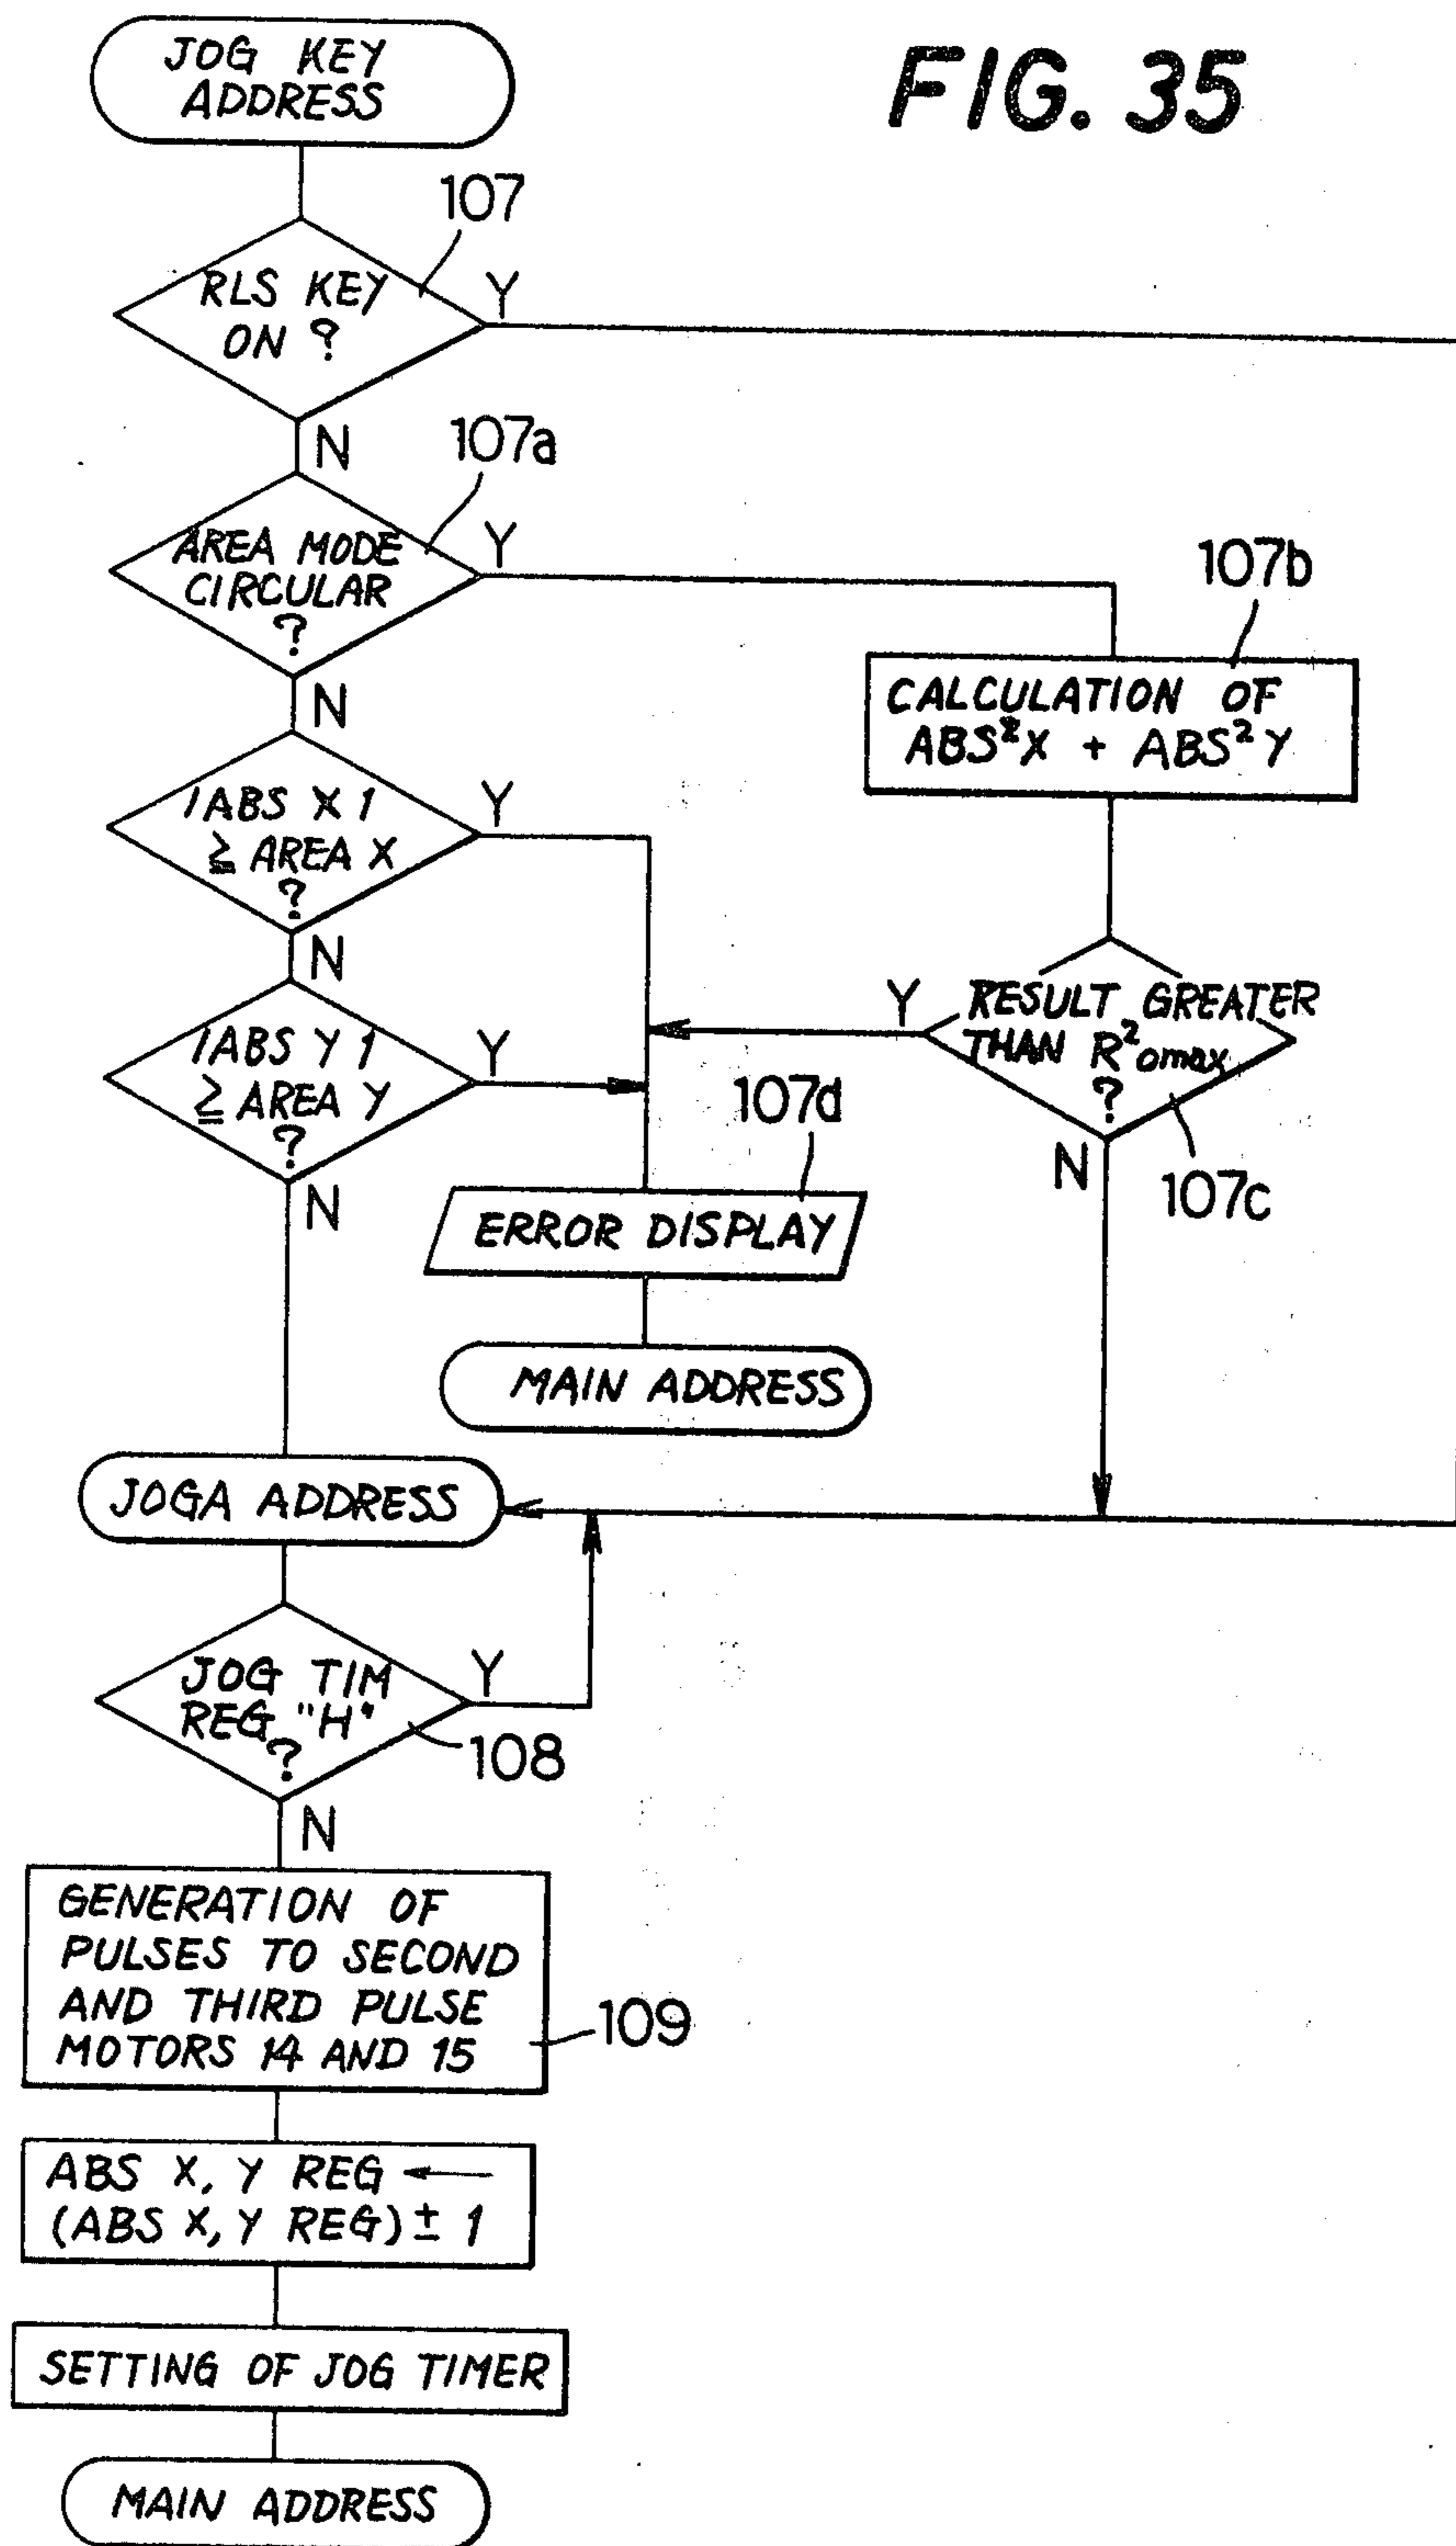 FIG. 35
JOG KEY
ADDRESS
107
RLS KEY
ON ?
Y
N
107a
AREA MODE
CIRCULAR
?
Y
N
107b
CALCULATION OF
ABS²X + ABS²Y
|ABS X|
≧ AREA X
?
Y
N
RESULT GREATER
THAN R²omax
?
Y
N
107c
|ABS Y|
≧ AREA Y
?
Y
N
107d
ERROR DISPLAY
MAIN ADDRESS
JOGA ADDRESS
JOG TIM
REG "H"
?
Y
108
N
GENERATION OF
PULSES TO SECOND
AND THIRD PULSE
MOTORS 14 AND 15
109
ABS X, Y REG ←
(ABS X, Y REG) ± 1
SETTING OF JOG TIMER
MAIN ADDRESS